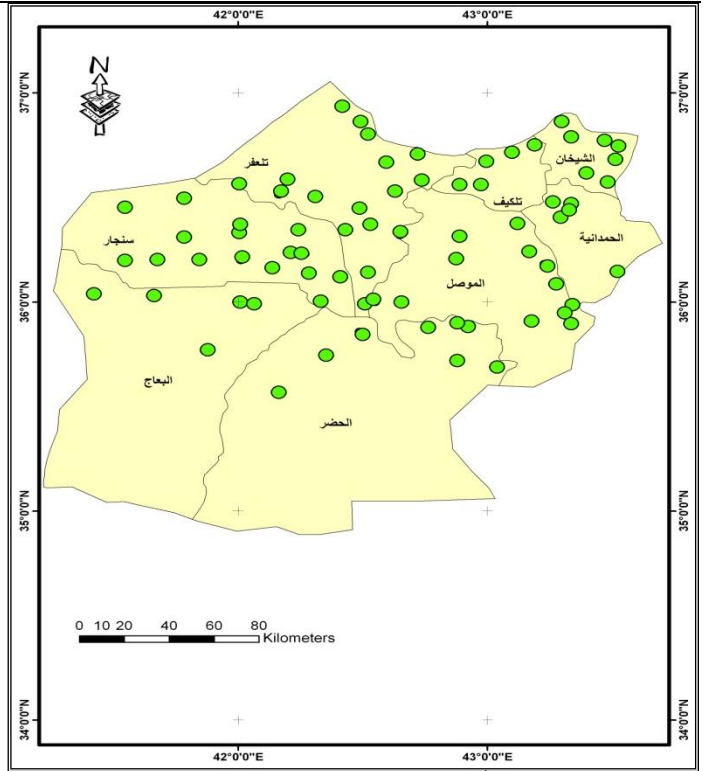 42°0'0"E 43°0'0"E
N
37°0'0"N 37°0'0"N
الشيخان
تلعفر
تلكيف
الحمدانية
سنجار
الموصل
36°0'0"N 36°0'0"N
البعاج
الحضر
35°0'0"N 35°0'0"N
0 10 20 40 60 80
Kilometers
34°0'0"N 34°0'0"N
42°0'0"E 43°0'0"E